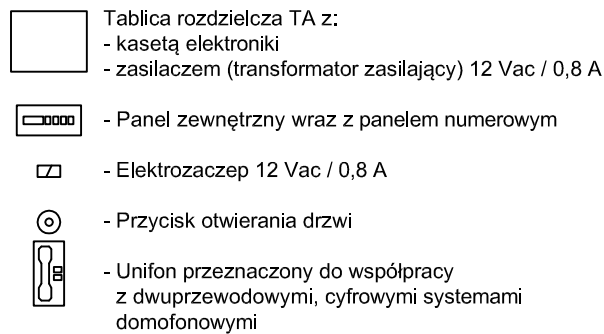 Tablica rozdzielcza TA z:
- kasetą elektroniki
- zasilaczem (transformator zasilający) 12 Vac / 0,8 A
- Panel zewnętrzny wraz z panelem numerowym
- Elektrozaczep 12 Vac / 0,8 A
- Przycisk otwierania drzwi
- Unifon przeznaczony do współpracy
z dwuprzewodowymi, cyfrowymi systemami
domofonowymi